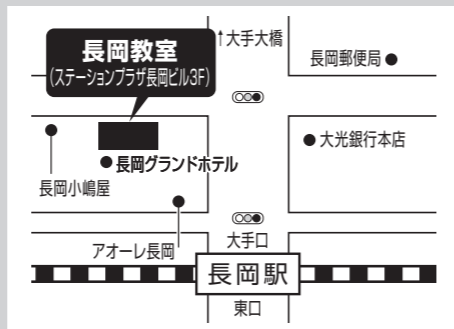 長岡教室
(ステーションプラザ長岡ビル3F)
↑大手大橋
長岡郵便局
長岡グランドホテル
大光銀行本店
長岡小嶋屋
アオーレ長岡
大手口
長岡駅
東口